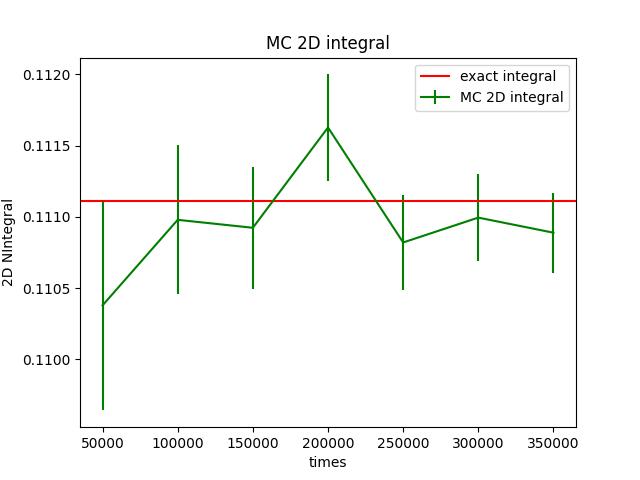 MC 2D integral
exact integral
MC 2D integral
0.1120
0.1115
0.1110
0.1105
0.1100
2D NIntegral
50000 100000 150000 200000 250000 300000 350000
times